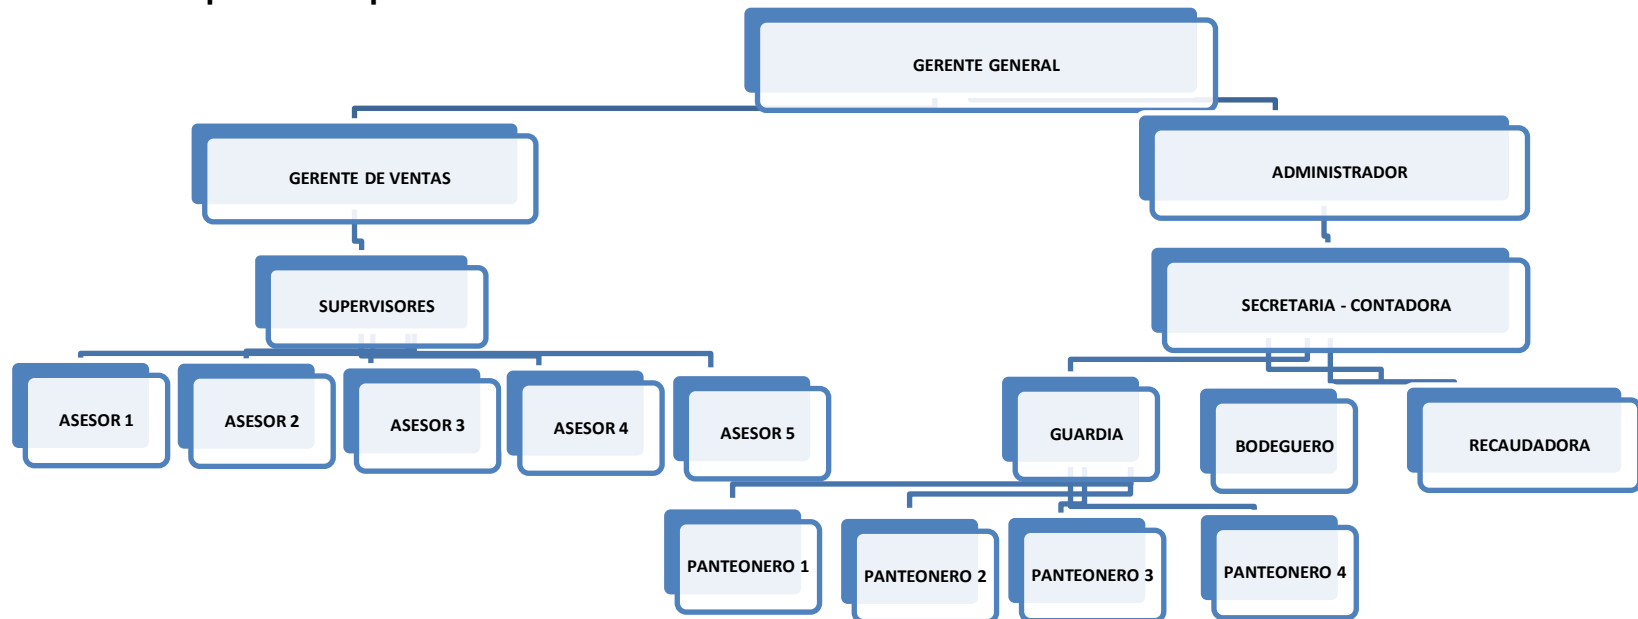 GERENTE GENERAL
GERENTE DE VENTAS
ADMINISTRADOR
SUPERVISORES
SECRETARIA - CONTADORA
ASESOR 1
ASESOR 2
ASESOR 3
ASESOR 4
ASESOR 5
GUARDIA
BODEGUERO
RECAUDADORA
PANTEONERO 1
PANTEONERO 2
PANTEONERO 3
PANTEONERO 4